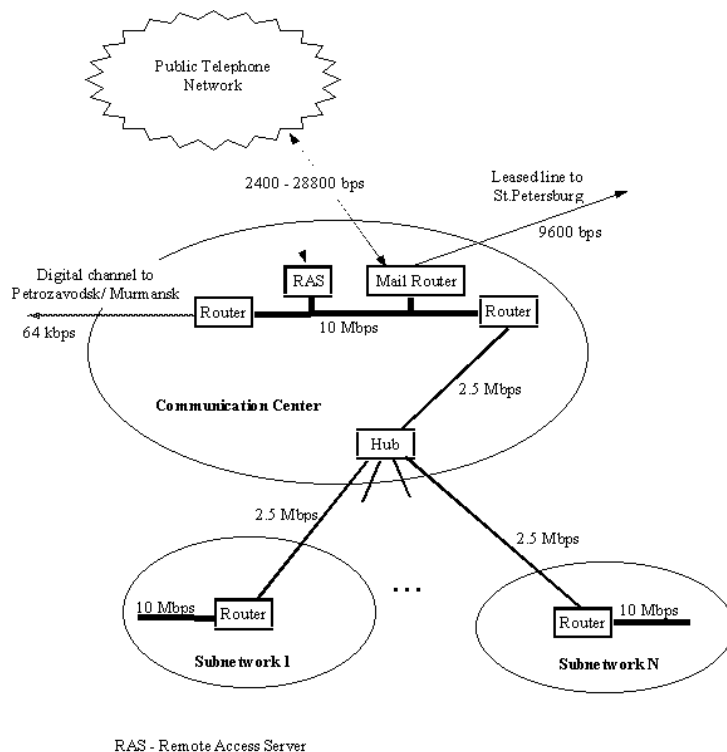 Public Telephone
Network
2400 - 28800 bps
Leased line to
St.Petersburg
9600 bps
Digital channel to
Petrozavodsk/ Murmansk
64 kbps
RAS
Mail Router
Router
10 Mbps
Router
2.5 Mbps
Communication Center
Hub
2.5 Mbps
2.5 Mbps
...
10 Mbps
Router
Subnetwork 1
Router
10 Mbps
Subnetwork N
RAS - Remote Access Server